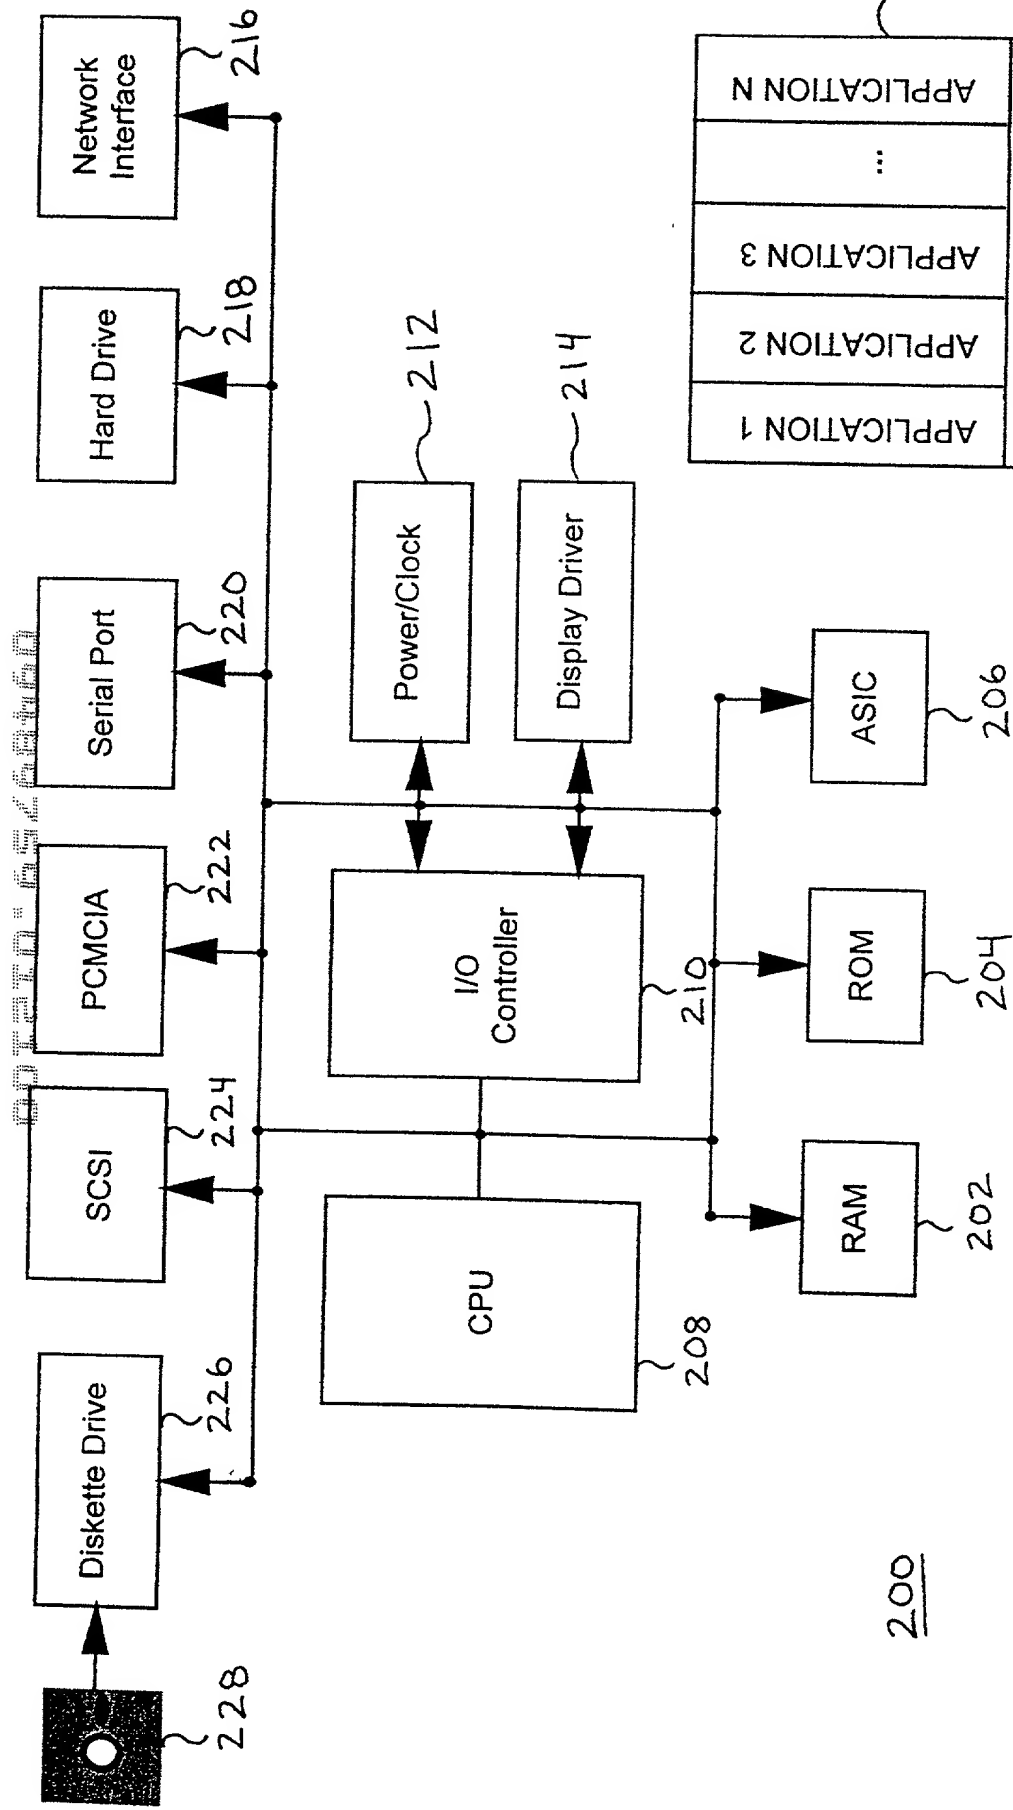 Diskette Drive
SCSI
PCMCIA
Serial Port
Hard Drive
Network
Interface
228
226
224
222
220
218
216
CPU
I/O
Controller
Power/Clock
212
Display Driver
214
208
210
RAM
ROM
ASIC
202
204
206
APPLICATION 1
APPLICATION 2
APPLICATION 3
...
APPLICATION N
200